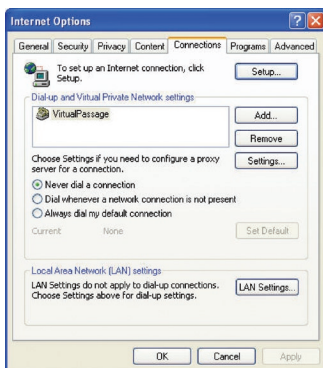 Internet Options
General Security Privacy Content Connections Programs Advanced
To set up an Internet connection, click
Setup.
Setup...
Dial-up and Virtual Private Network settings
VirtualPassage
Add...
Remove
Choose Settings if you need to configure a proxy
server for a connection.
Settings...
Never dial a connection
Dial whenever a network connection is not present
Always dial my default connection
Current None
Set Default
Local Area Network (LAN) settings
LAN Settings do not apply to dial-up connections.
Choose Settings above for dial-up settings.
LAN Settings...
OK Cancel Apply